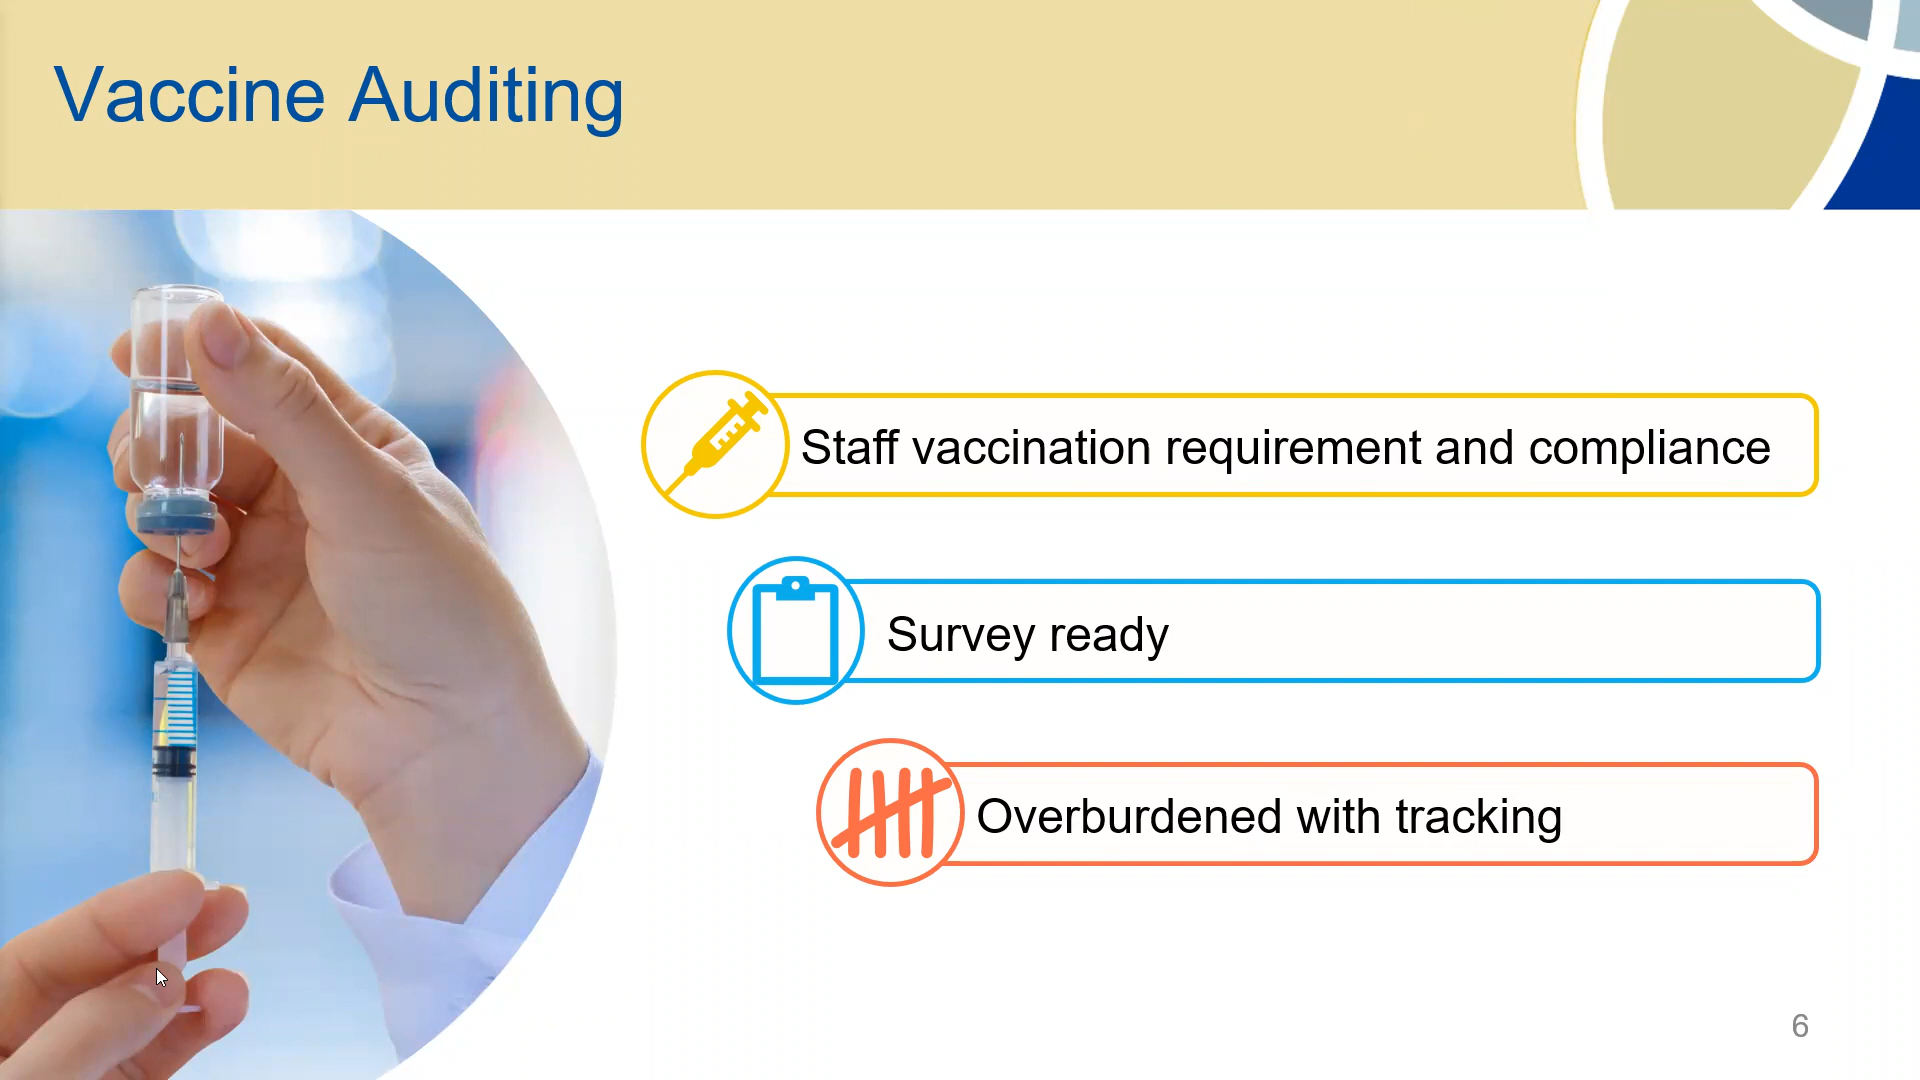 Vaccine Auditing
Staff vaccination requirement and compliance
Survey ready
Overburdened with tracking
6